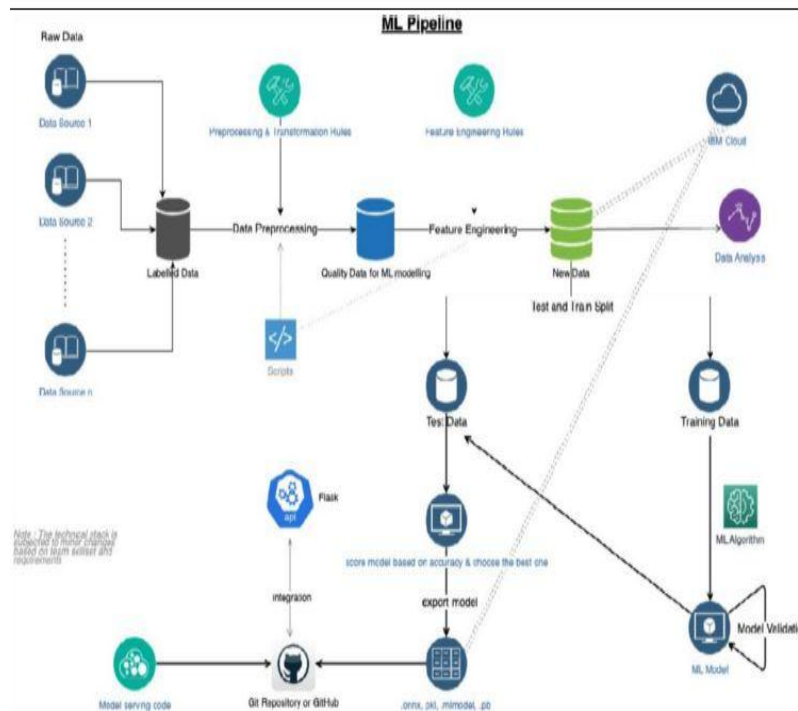 ML Pipeline
Raw Data
Data Source 1
Preprocessing & Transformation Rules
Feature Engineering Rules
IBM Cloud
Data Source 2
Labelled Data
Data Preprocessing
Quality Data for ML modelling
Feature Engineering
New Data
Data Analysis
Test and Train Split
Scripts
Data Source n
Test Data
Training Data
Flask
api
ML Algorithm
Note : The technical stack is
subjected to minor changes
based on team skillset and
requirements
score model based on accuracy & choose the best one
integration
export model
Model Validati
ML Model
Model serving code
Git Repository or GitHub
.onnx, pkl, .mlmodel, .pb